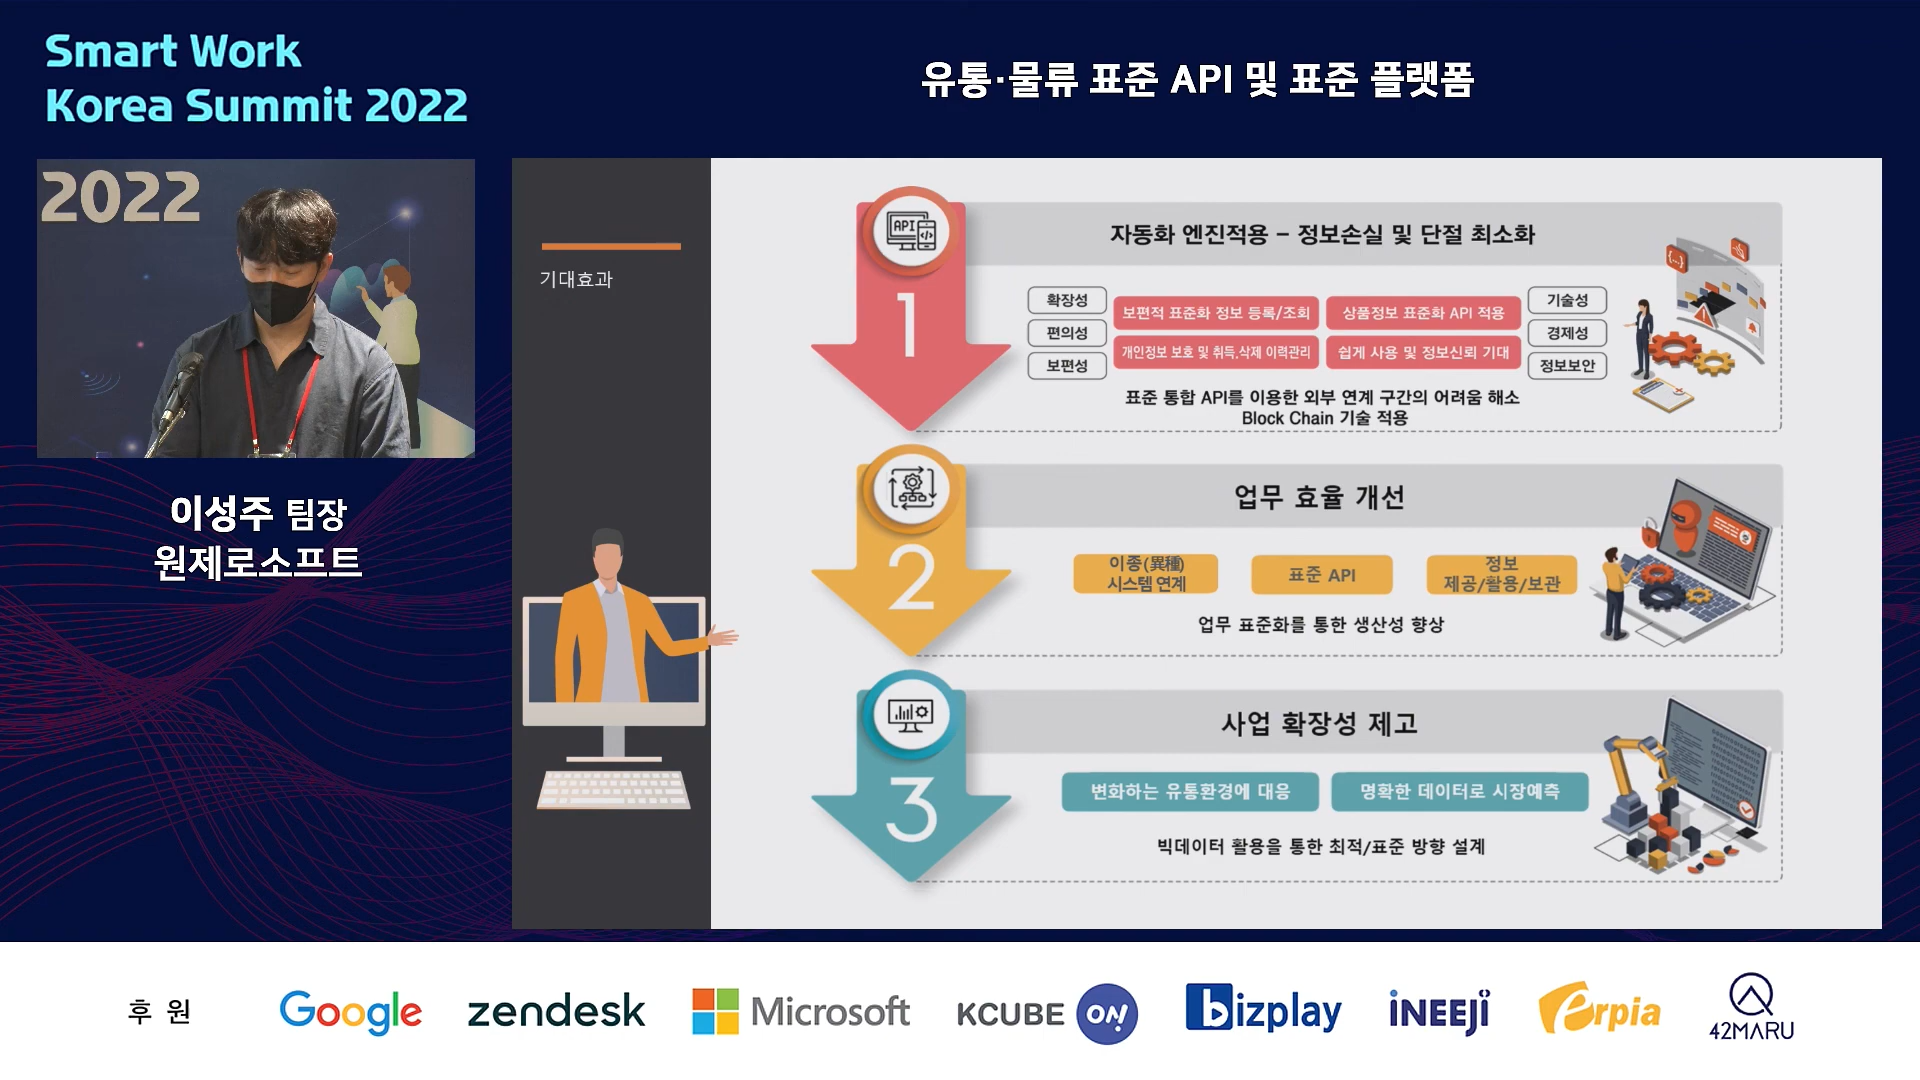 Smart Work
Korea Summit 2022
유통·물류 표준 API 및 표준 플랫폼
2022
이성주 팀장
원제로소프트
기대효과
API
1
자동화 엔진적용 – 정보손실 및 단절 최소화
확장성
편의성
보편성
보편적 표준화 정보 등록/조회
상품정보 표준화 API 적용
개인정보 보호 및 취득,삭제 이력관리
쉽게 사용 및 정보신뢰 기대
기술성
경제성
정보보안
표준 통합 API를 이용한 외부 연계 구간의 어려움 해소
Block Chain 기술 적용
2
업무 효율 개선
이종(異種)
시스템 연계
표준 API
정보
제공/활용/보관
업무 표준화를 통한 생산성 향상
3
사업 확장성 제고
변화하는 유통환경에 대응
명확한 데이터로 시장예측
빅데이터 활용을 통한 최적/표준 방향 설계
후 원
Google
zendesk
Microsoft
KCUBE ON!
bizplay
iNEEJi
erpia
42MARU